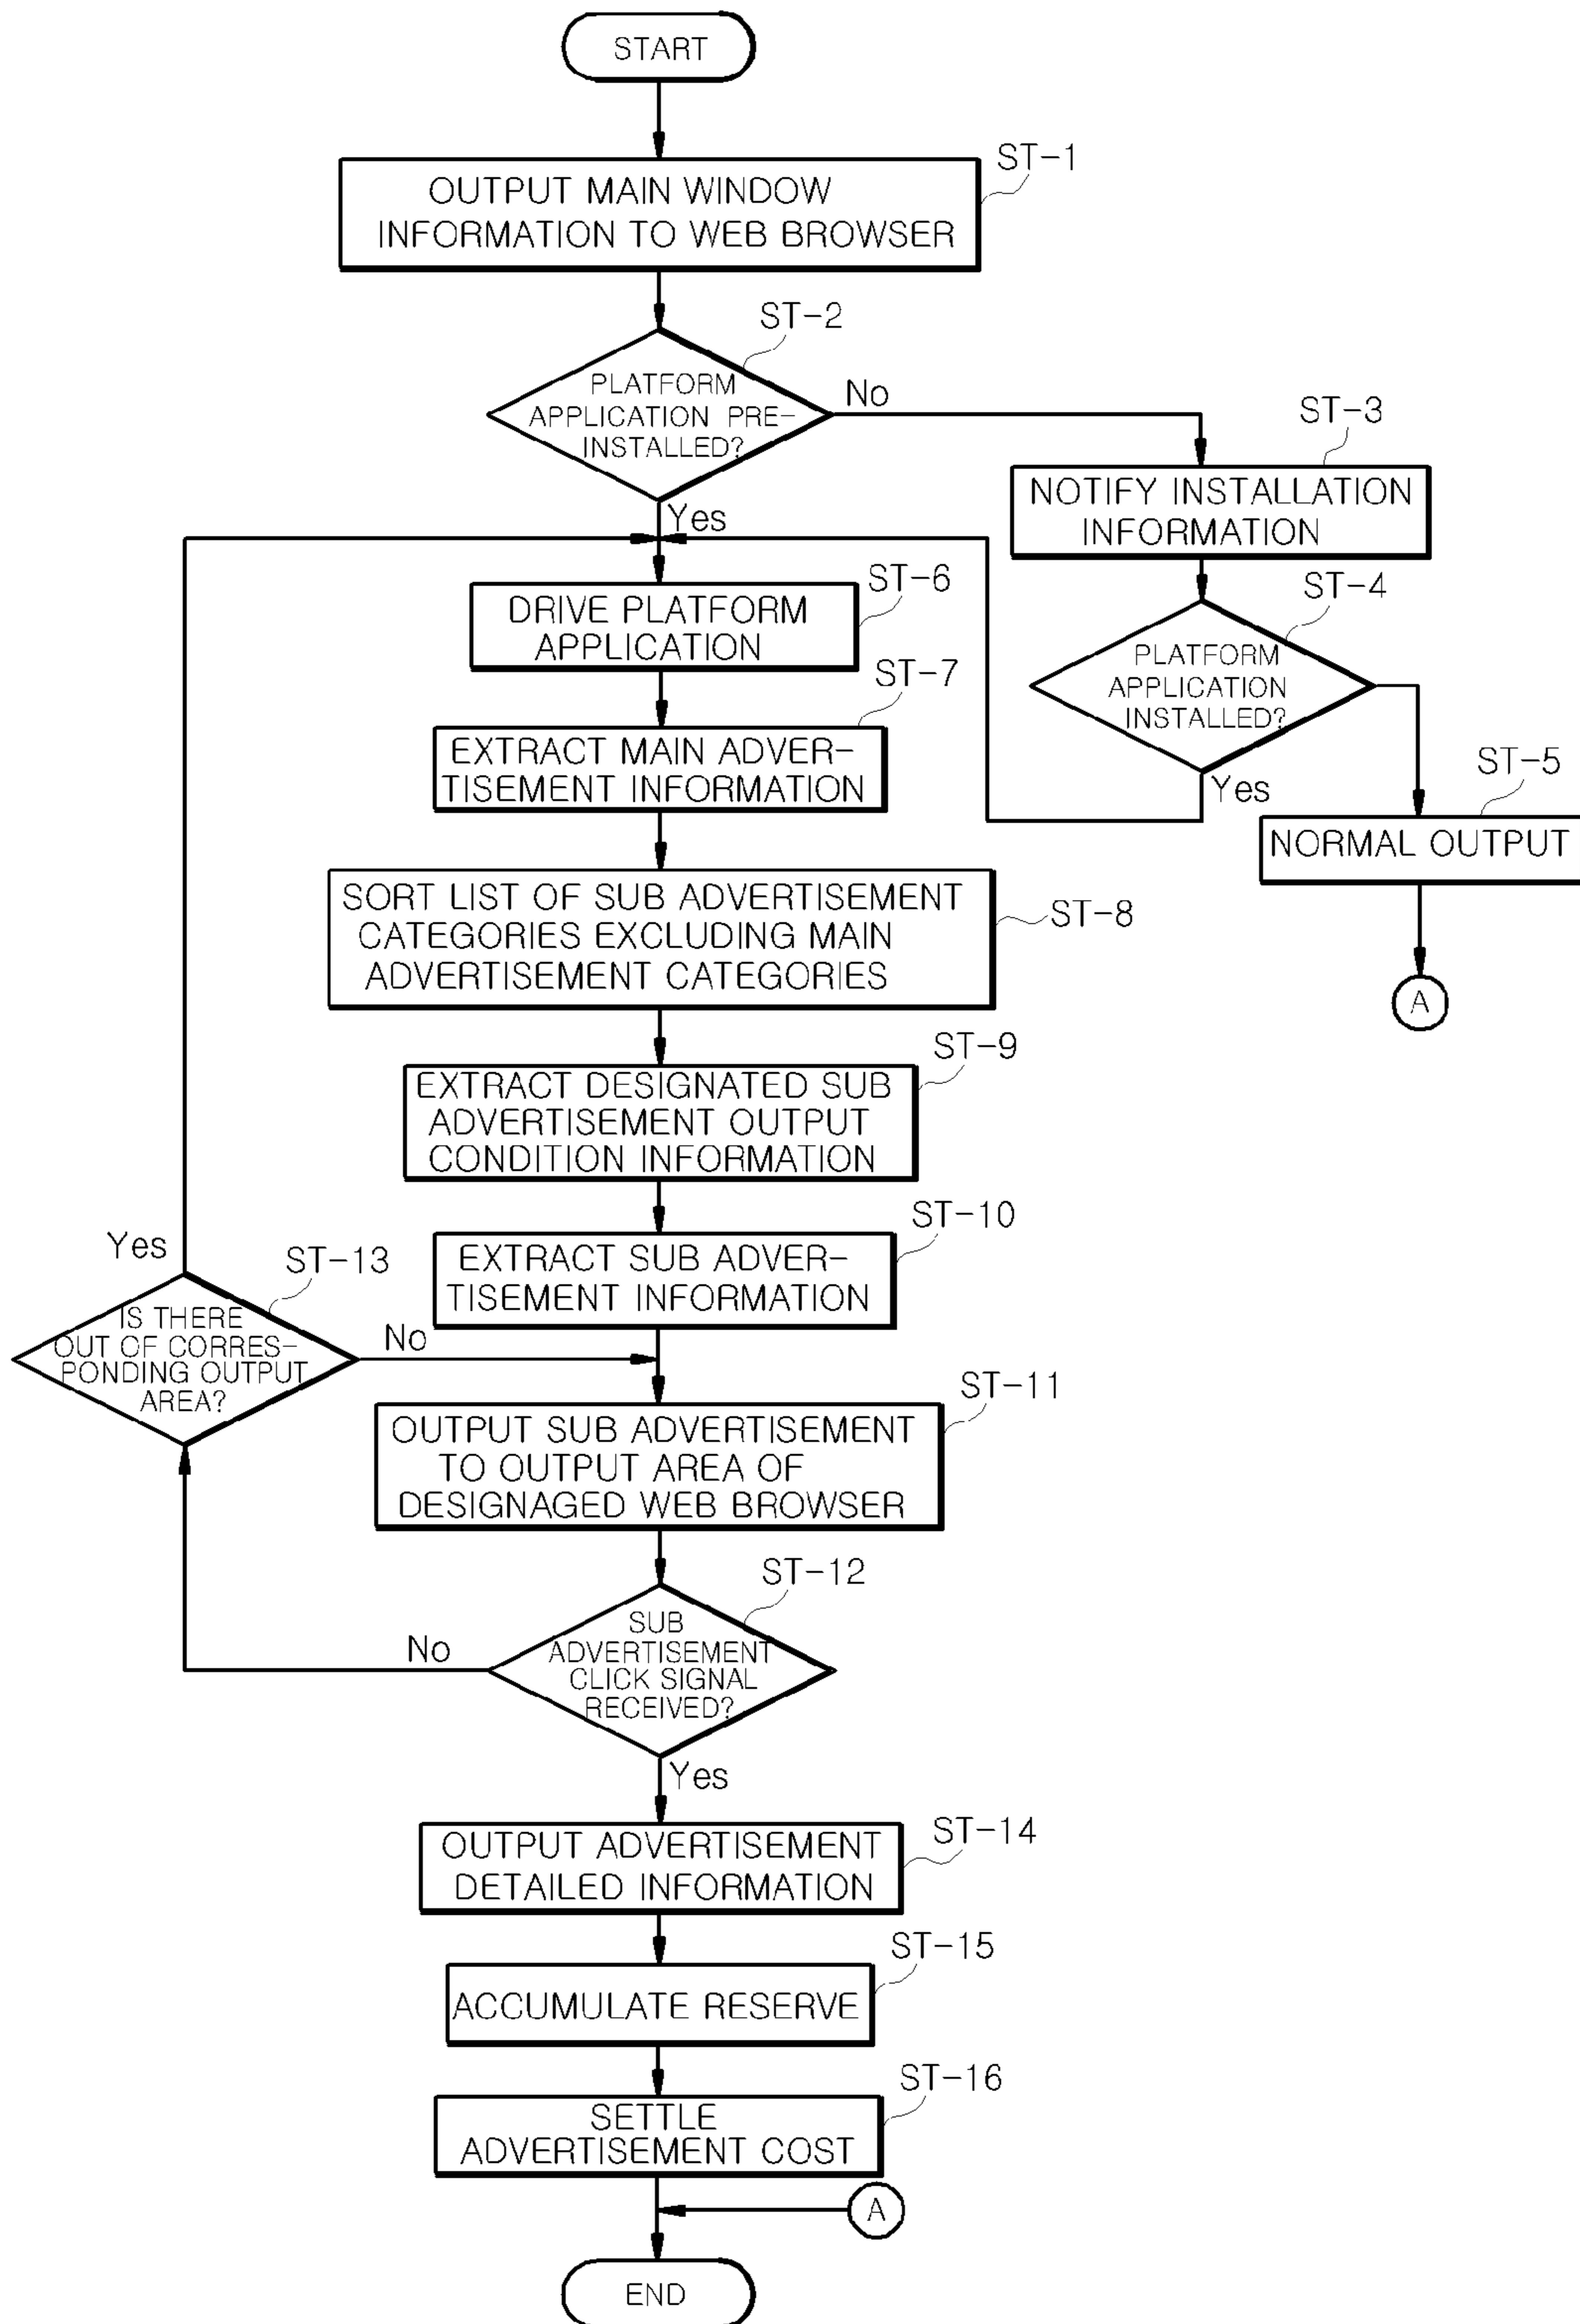 START
ST-1
OUTPUT MAIN WINDOW
INFORMATION TO WEB BROWSER
ST-2
PLATFORM
APPLICATION PRE-
INSTALLED?
No
Yes
ST-3
NOTIFY INSTALLATION
INFORMATION
ST-4
PLATFORM
APPLICATION
INSTALLED?
Yes
ST-5
NORMAL OUTPUT
A
ST-6
DRIVE PLATFORM
APPLICATION
ST-7
EXTRACT MAIN ADVER-
TISEMENT INFORMATION
ST-8
SORT LIST OF SUB ADVERTISEMENT
CATEGORIES EXCLUDING MAIN
ADVERTISEMENT CATEGORIES
ST-9
EXTRACT DESIGNATED SUB
ADVERTISEMENT OUTPUT
CONDITION INFORMATION
ST-10
EXTRACT SUB ADVER-
TISEMENT INFORMATION
Yes
ST-13
IS THERE
OUT OF CORRES-
PONDING OUTPUT
AREA?
No
ST-11
OUTPUT SUB ADVERTISEMENT
TO OUTPUT AREA OF
DESIGNAGED WEB BROWSER
ST-12
SUB
ADVERTISEMENT
CLICK SIGNAL
RECEIVED?
No
Yes
ST-14
OUTPUT ADVERTISEMENT
DETAILED INFORMATION
ST-15
ACCUMULATE RESERVE
ST-16
SETTLE
ADVERTISEMENT COST
A
END